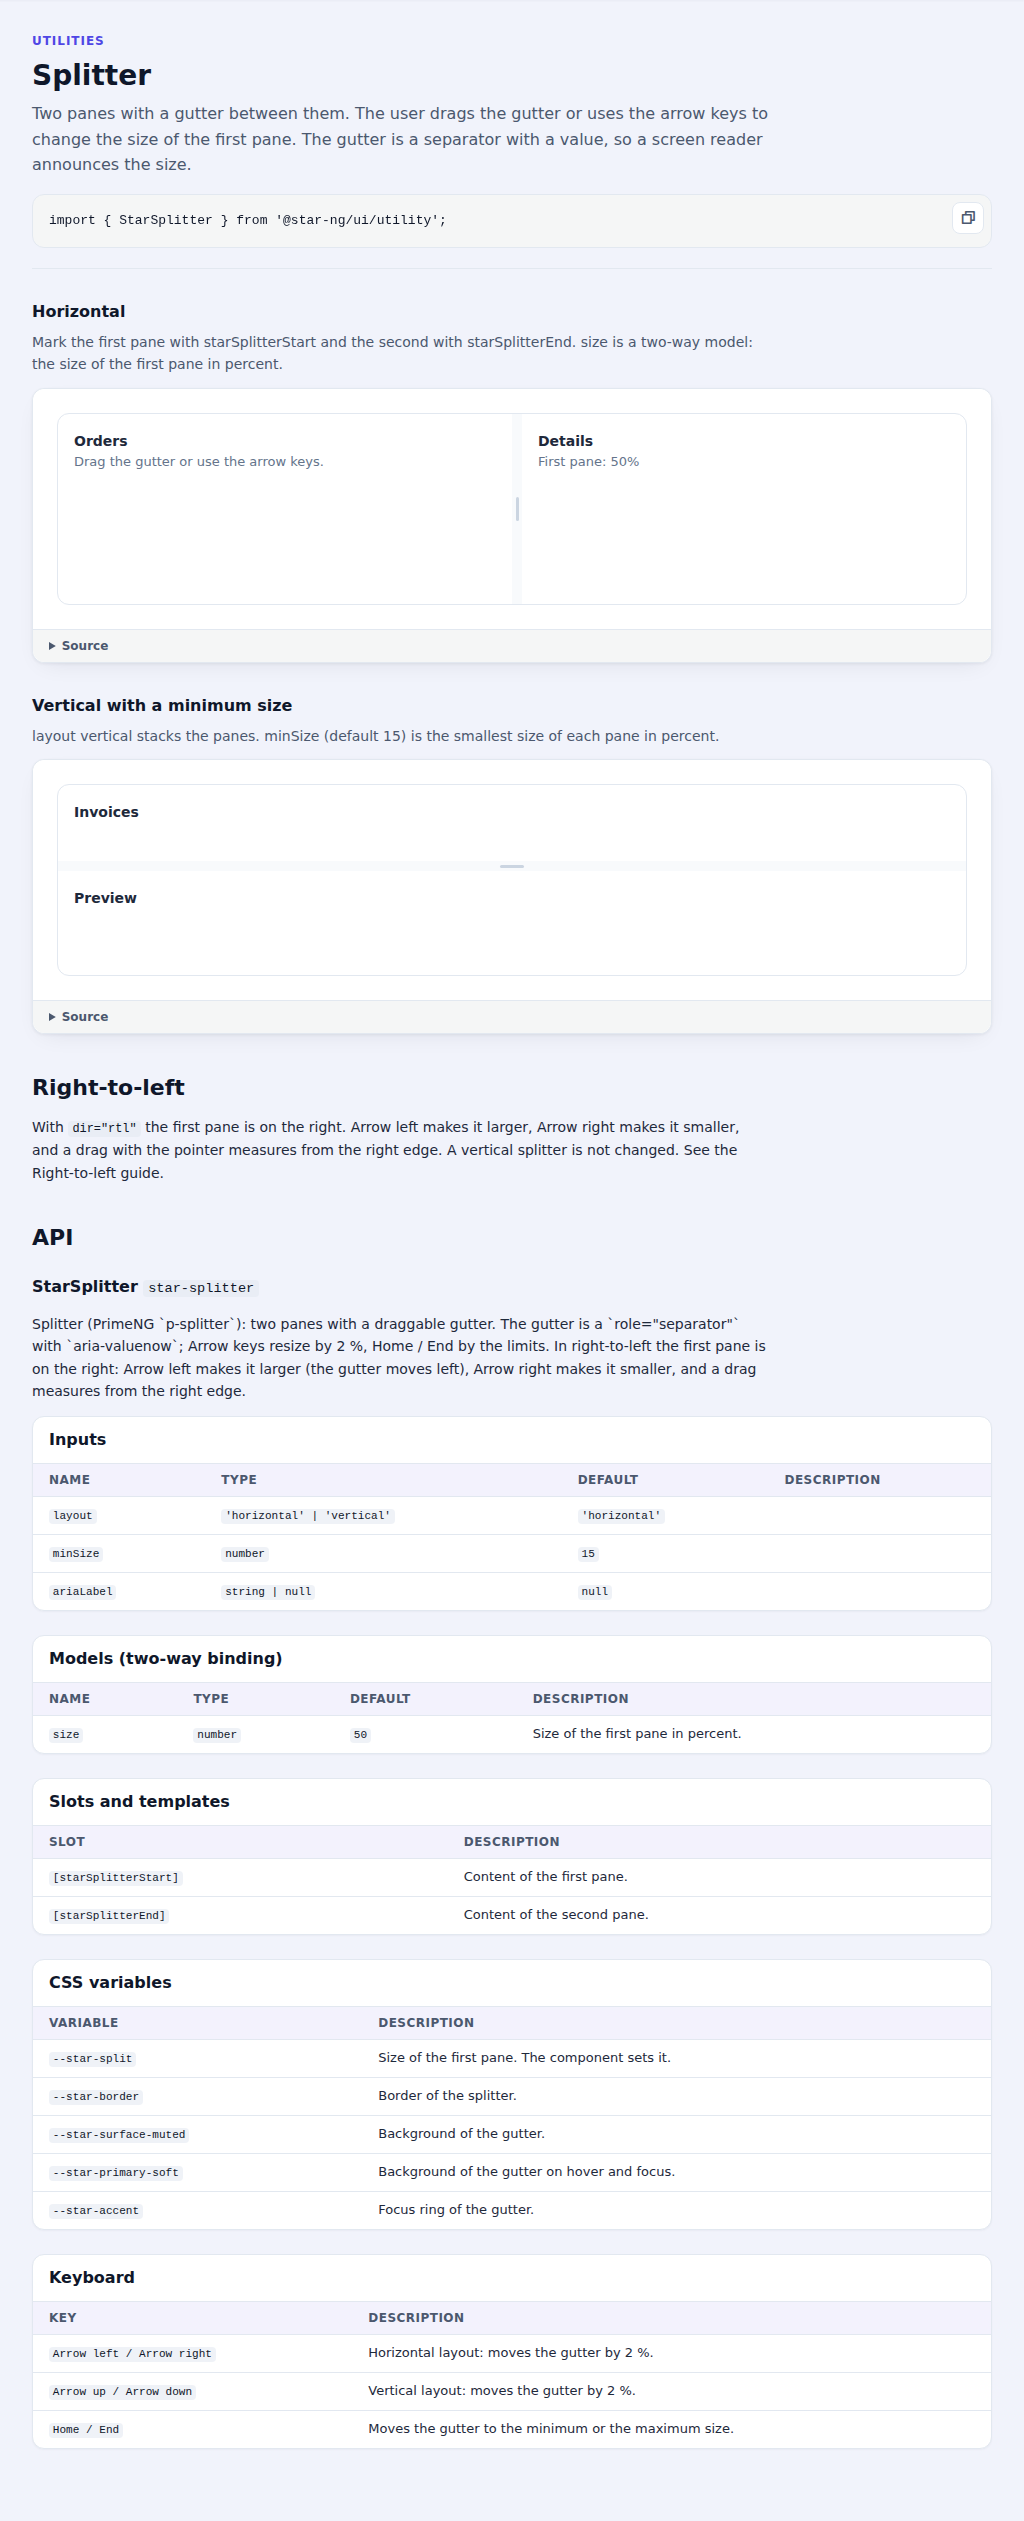 UTILITIES
Splitter
Two panes with a gutter between them. The user drags the gutter or uses the arrow keys to
change the size of the first pane. The gutter is a separator with a value, so a screen reader
announces the size.
import { StarSplitter } from '@star-ng/ui/utility';
Horizontal
Mark the first pane with starSplitterStart and the second with starSplitterEnd. size is a two-way model:
the size of the first pane in percent.
Orders Details
Drag the gutter or use the arrow keys. First pane: 50%
Source
Vertical with a minimum size
layout vertical stacks the panes. minSize (default 15) is the smallest size of each pane in percent.
Invoices
Preview
Source
Right-to-left
With dir="rtl" the first pane is on the right. Arrow left makes it larger, Arrow right makes it smaller,
and a drag with the pointer measures from the right edge. A vertical splitter is not changed. See the
Right-to-left guide.
API
StarSplitter star-splitter
Splitter (PrimeNG `p-splitter`): two panes with a draggable gutter. The gutter is a `role="separator"`
with `aria-valuenow`; Arrow keys resize by 2 %, Home / End by the limits. In right-to-left the first pane is
on the right: Arrow left makes it larger (the gutter moves left), Arrow right makes it smaller, and a drag
measures from the right edge.
Inputs
NAME TYPE DEFAULT DESCRIPTION
layout 'horizontal' | 'vertical' 'horizontal'
minSize number 15
ariaLabel string | null null
Models (two-way binding)
NAME TYPE DEFAULT DESCRIPTION
size number 50 Size of the first pane in percent.
Slots and templates
SLOT DESCRIPTION
[starSplitterStart] Content of the first pane.
[starSplitterEnd] Content of the second pane.
CSS variables
VARIABLE DESCRIPTION
--star-split Size of the first pane. The component sets it.
--star-border Border of the splitter.
--star-surface-muted Background of the gutter.
--star-primary-soft Background of the gutter on hover and focus.
--star-accent Focus ring of the gutter.
Keyboard
KEY DESCRIPTION
Arrow left / Arrow right Horizontal layout: moves the gutter by 2 %.
Arrow up / Arrow down Vertical layout: moves the gutter by 2 %.
Home / End Moves the gutter to the minimum or the maximum size.